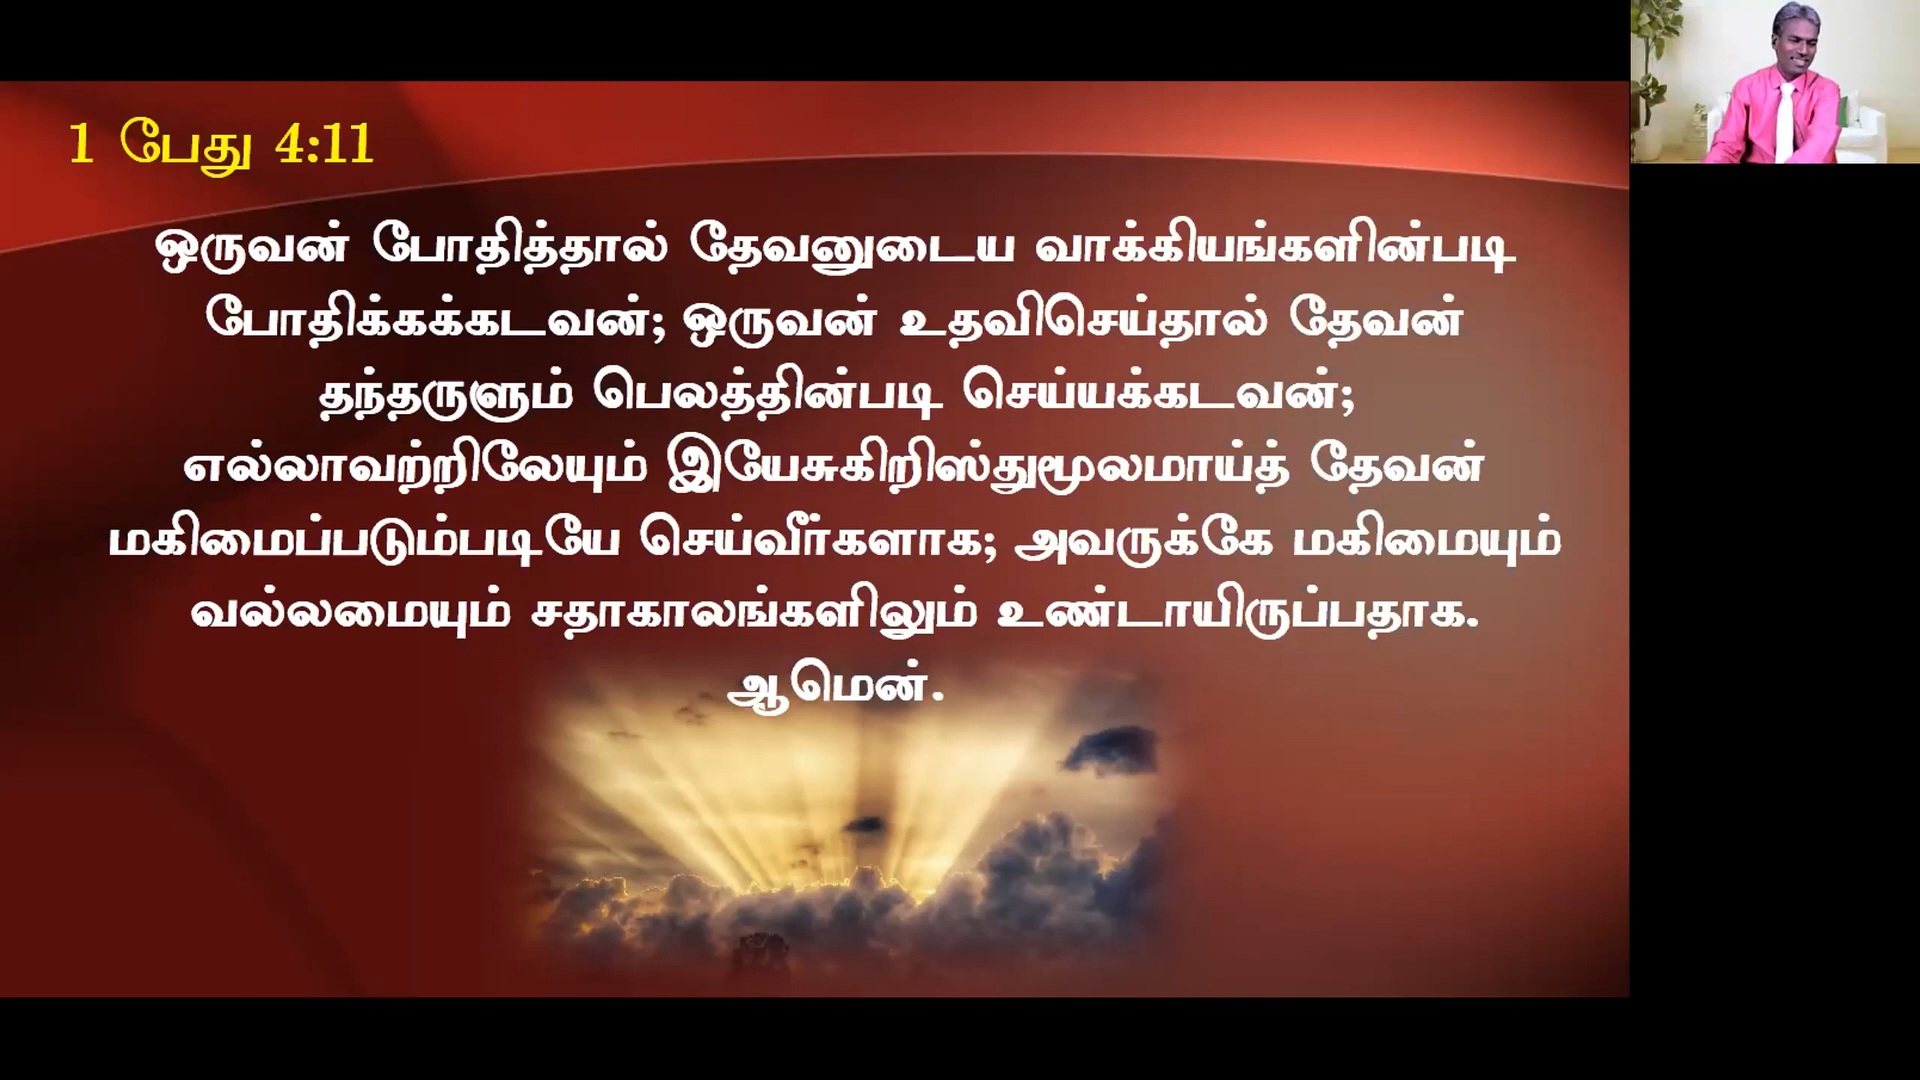 1 பேது 4:11
ஒருவன் போதித்தால் தேவனுடைய வாக்கியங்களின்படி
போதிக்கக்கடவன்; ஒருவன் உதவிசெய்தால் தேவன்
தந்தருளும் பெலத்தின்படி செய்யக்கடவன்;
எல்லாவற்றிலேயும் இயேசுகிறிஸ்துமூலமாய்த் தேவன்
மகிமைப்படும்படியே செய்வீர்களாக; அவருக்கே மகிமையும்
வல்லமையும் சதாகாலங்களிலும் உண்டாயிருப்பதாக.
ஆமென்.